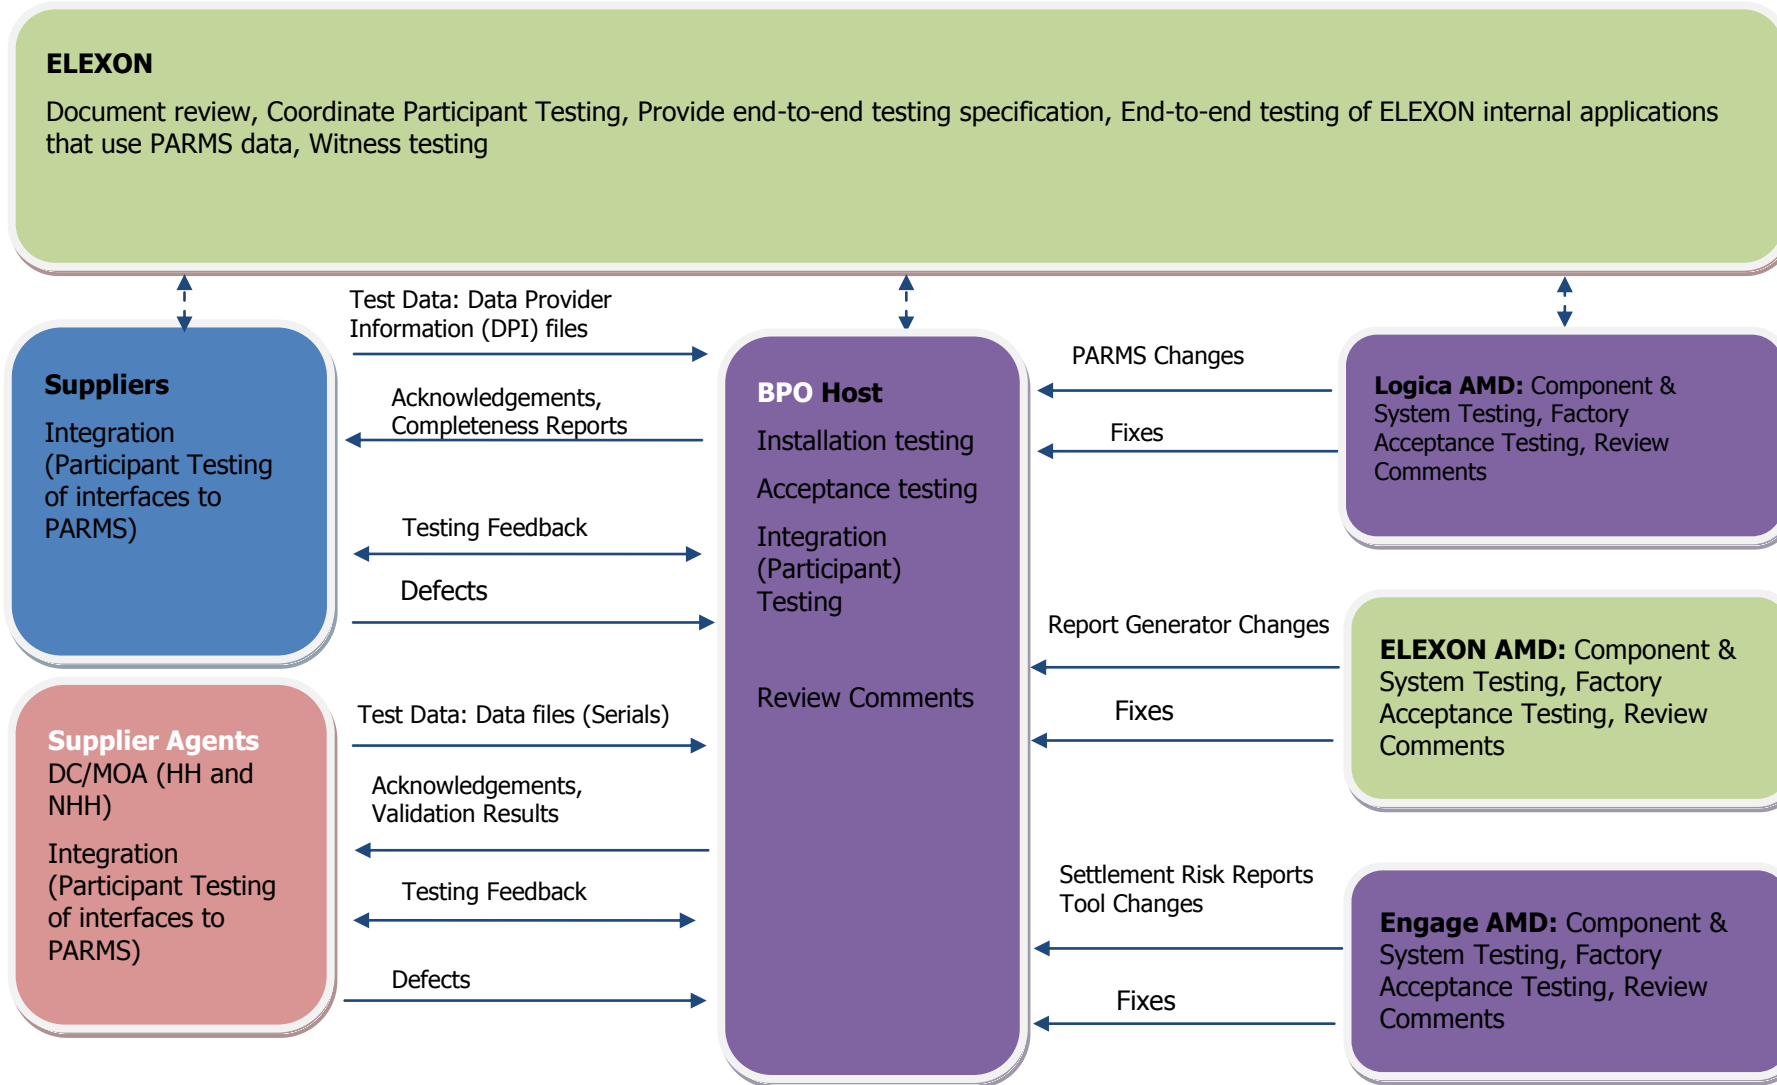 ELEXON
Document review, Coordinate Participant Testing, Provide end-to-end testing specification, End-to-end testing of ELEXON internal applications
that use PARMS data, Witness testing
Suppliers
Integration
(Participant Testing
of interfaces to
PARMS)
Test Data: Data Provider
Information (DPI) files
Acknowledgements,
Completeness Reports
Testing Feedback
Defects
Supplier Agents
DC/MOA (HH and
NHH)
Integration
(Participant Testing
of interfaces to
PARMS)
Test Data: Data files (Serials)
Acknowledgements,
Validation Results
Testing Feedback
Defects
BPO Host
Installation testing
Acceptance testing
Integration
(Participant)
Testing
Review Comments
PARMS Changes
Fixes
Logica AMD: Component &
System Testing, Factory
Acceptance Testing, Review
Comments
Report Generator Changes
Fixes
ELEXON AMD: Component &
System Testing, Factory
Acceptance Testing, Review
Comments
Settlement Risk Reports
Tool Changes
Fixes
Engage AMD: Component &
System Testing, Factory
Acceptance Testing, Review
Comments